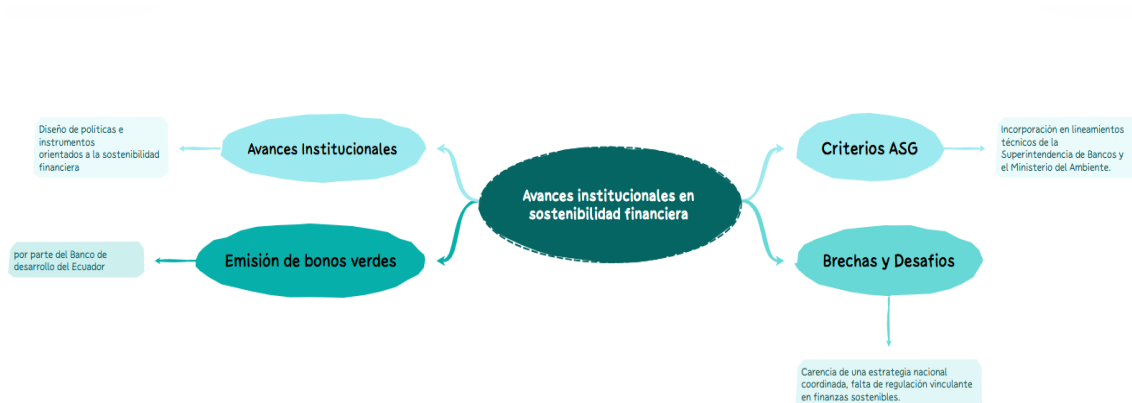 Avances institucionales en
sostenibilidad financiera
Avances Institucionales
Diseño de políticas e
instrumentos
orientados a la sostenibilidad
financiera
Emisión de bonos verdes
por parte del Banco de
desarrollo del Ecuador
Criterios ASG
Incorporación en lineamientos
técnicos de la
Superintendencia de Bancos y
el Ministerio del Ambiente.
Brechas y Desafios
Carencia de una estrategia nacional
coordinada, falta de regulación vinculante
en finanzas sostenibles.